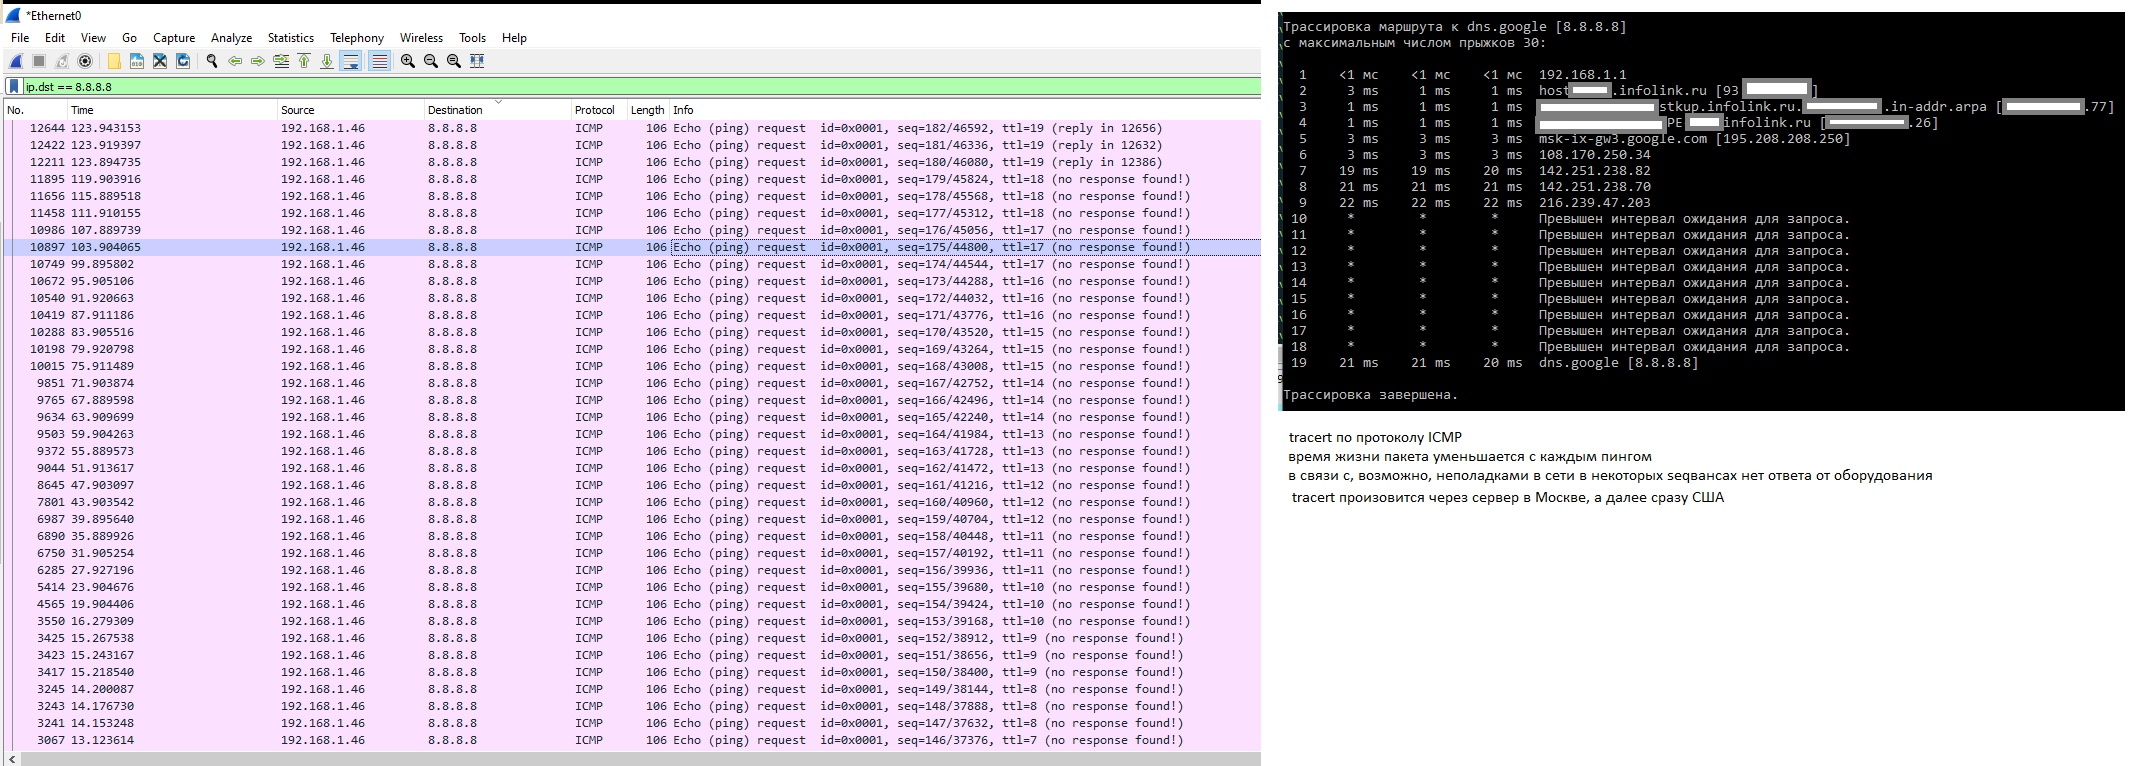 *Ethernet0
File Edit View Go Capture Analyze Statistics Telephony Wireless Tools Help
ip.dst == 8.8.8.8
No. Time Source Destination Protocol Length Info
12644 123.943153 192.168.1.46 8.8.8.8 ICMP 106 Echo (ping) request id=0x0001, seq=182/46592, ttl=19 (reply in 12656)
12422 123.919397 192.168.1.46 8.8.8.8 ICMP 106 Echo (ping) request id=0x0001, seq=181/46336, ttl=19 (reply in 12632)
12211 123.894735 192.168.1.46 8.8.8.8 ICMP 106 Echo (ping) request id=0x0001, seq=180/46080, ttl=19 (reply in 12386)
11895 119.903916 192.168.1.46 8.8.8.8 ICMP 106 Echo (ping) request id=0x0001, seq=179/45824, ttl=18 (no response found!)
11656 115.889518 192.168.1.46 8.8.8.8 ICMP 106 Echo (ping) request id=0x0001, seq=178/45568, ttl=18 (no response found!)
11458 111.910155 192.168.1.46 8.8.8.8 ICMP 106 Echo (ping) request id=0x0001, seq=177/45312, ttl=18 (no response found!)
10986 107.889739 192.168.1.46 8.8.8.8 ICMP 106 Echo (ping) request id=0x0001, seq=176/45056, ttl=17 (no response found!)
10897 103.904065 192.168.1.46 8.8.8.8 ICMP 106 Echo (ping) request id=0x0001, seq=175/44800, ttl=17 (no response found!)
10749 99.895802 192.168.1.46 8.8.8.8 ICMP 106 Echo (ping) request id=0x0001, seq=174/44544, ttl=17 (no response found!)
10672 95.905106 192.168.1.46 8.8.8.8 ICMP 106 Echo (ping) request id=0x0001, seq=173/44288, ttl=16 (no response found!)
10540 91.920663 192.168.1.46 8.8.8.8 ICMP 106 Echo (ping) request id=0x0001, seq=172/44032, ttl=16 (no response found!)
10419 87.911186 192.168.1.46 8.8.8.8 ICMP 106 Echo (ping) request id=0x0001, seq=171/43776, ttl=16 (no response found!)
10288 83.905516 192.168.1.46 8.8.8.8 ICMP 106 Echo (ping) request id=0x0001, seq=170/43520, ttl=15 (no response found!)
10198 79.920798 192.168.1.46 8.8.8.8 ICMP 106 Echo (ping) request id=0x0001, seq=169/43264, ttl=15 (no response found!)
10015 75.911489 192.168.1.46 8.8.8.8 ICMP 106 Echo (ping) request id=0x0001, seq=168/43008, ttl=15 (no response found!)
9851 71.903874 192.168.1.46 8.8.8.8 ICMP 106 Echo (ping) request id=0x0001, seq=167/42752, ttl=14 (no response found!)
9765 67.889598 192.168.1.46 8.8.8.8 ICMP 106 Echo (ping) request id=0x0001, seq=166/42496, ttl=14 (no response found!)
9634 63.909699 192.168.1.46 8.8.8.8 ICMP 106 Echo (ping) request id=0x0001, seq=165/42240, ttl=14 (no response found!)
9503 59.904263 192.168.1.46 8.8.8.8 ICMP 106 Echo (ping) request id=0x0001, seq=164/41984, ttl=13 (no response found!)
9372 55.889573 192.168.1.46 8.8.8.8 ICMP 106 Echo (ping) request id=0x0001, seq=163/41728, ttl=13 (no response found!)
9044 51.913617 192.168.1.46 8.8.8.8 ICMP 106 Echo (ping) request id=0x0001, seq=162/41472, ttl=13 (no response found!)
8645 47.903097 192.168.1.46 8.8.8.8 ICMP 106 Echo (ping) request id=0x0001, seq=161/41216, ttl=12 (no response found!)
7801 43.903542 192.168.1.46 8.8.8.8 ICMP 106 Echo (ping) request id=0x0001, seq=160/40960, ttl=12 (no response found!)
6987 39.895640 192.168.1.46 8.8.8.8 ICMP 106 Echo (ping) request id=0x0001, seq=159/40704, ttl=12 (no response found!)
6890 35.889926 192.168.1.46 8.8.8.8 ICMP 106 Echo (ping) request id=0x0001, seq=158/40448, ttl=11 (no response found!)
6750 31.905254 192.168.1.46 8.8.8.8 ICMP 106 Echo (ping) request id=0x0001, seq=157/40192, ttl=11 (no response found!)
6285 27.927196 192.168.1.46 8.8.8.8 ICMP 106 Echo (ping) request id=0x0001, seq=156/39936, ttl=11 (no response found!)
5414 23.904676 192.168.1.46 8.8.8.8 ICMP 106 Echo (ping) request id=0x0001, seq=155/39680, ttl=10 (no response found!)
4565 19.904406 192.168.1.46 8.8.8.8 ICMP 106 Echo (ping) request id=0x0001, seq=154/39424, ttl=10 (no response found!)
3550 16.279309 192.168.1.46 8.8.8.8 ICMP 106 Echo (ping) request id=0x0001, seq=153/39168, ttl=10 (no response found!)
3425 15.267538 192.168.1.46 8.8.8.8 ICMP 106 Echo (ping) request id=0x0001, seq=152/38912, ttl=9 (no response found!)
3423 15.243167 192.168.1.46 8.8.8.8 ICMP 106 Echo (ping) request id=0x0001, seq=151/38656, ttl=9 (no response found!)
3417 15.218540 192.168.1.46 8.8.8.8 ICMP 106 Echo (ping) request id=0x0001, seq=150/38400, ttl=9 (no response found!)
3245 14.200087 192.168.1.46 8.8.8.8 ICMP 106 Echo (ping) request id=0x0001, seq=149/38144, ttl=8 (no response found!)
3243 14.176730 192.168.1.46 8.8.8.8 ICMP 106 Echo (ping) request id=0x0001, seq=148/37888, ttl=8 (no response found!)
3241 14.153248 192.168.1.46 8.8.8.8 ICMP 106 Echo (ping) request id=0x0001, seq=147/37632, ttl=8 (no response found!)
3067 13.123614 192.168.1.46 8.8.8.8 ICMP 106 Echo (ping) request id=0x0001, seq=146/37376, ttl=7 (no response found!)
Трассировка маршрута к dns.google [8.8.8.8]
с максимальным числом прыжков 30:
1 <1 мс <1 мс <1 мс 192.168.1.1
2 3 ms 1 ms 1 ms host .infolink.ru [93 ]
3 1 ms 1 ms 1 ms stkup.infolink.ru. .in-addr.arpa [ .77]
4 1 ms 1 ms 1 ms PE infolink.ru [ .26]
5 3 ms 3 ms 3 ms msk-ix-gw3.google.com [195.208.208.250]
6 3 ms 3 ms 3 ms 108.170.250.34
7 19 ms 19 ms 20 ms 142.251.238.82
8 21 ms 21 ms 21 ms 142.251.238.70
9 22 ms 22 ms 22 ms 216.239.47.203
10 * * * Превышен интервал ожидания для запроса.
11 * * * Превышен интервал ожидания для запроса.
12 * * * Превышен интервал ожидания для запроса.
13 * * * Превышен интервал ожидания для запроса.
14 * * * Превышен интервал ожидания для запроса.
15 * * * Превышен интервал ожидания для запроса.
16 * * * Превышен интервал ожидания для запроса.
17 * * * Превышен интервал ожидания для запроса.
18 * * * Превышен интервал ожидания для запроса.
19 21 ms 21 ms 20 ms dns.google [8.8.8.8]
Трассировка завершена.
tracert по протоколу ICMP
время жизни пакета уменьшается с каждым пингом
в связи с, возможно, неполадками в сети в некоторых seqвансах нет ответа от оборудования
tracert произовится через сервер в Москве, а далее сразу США